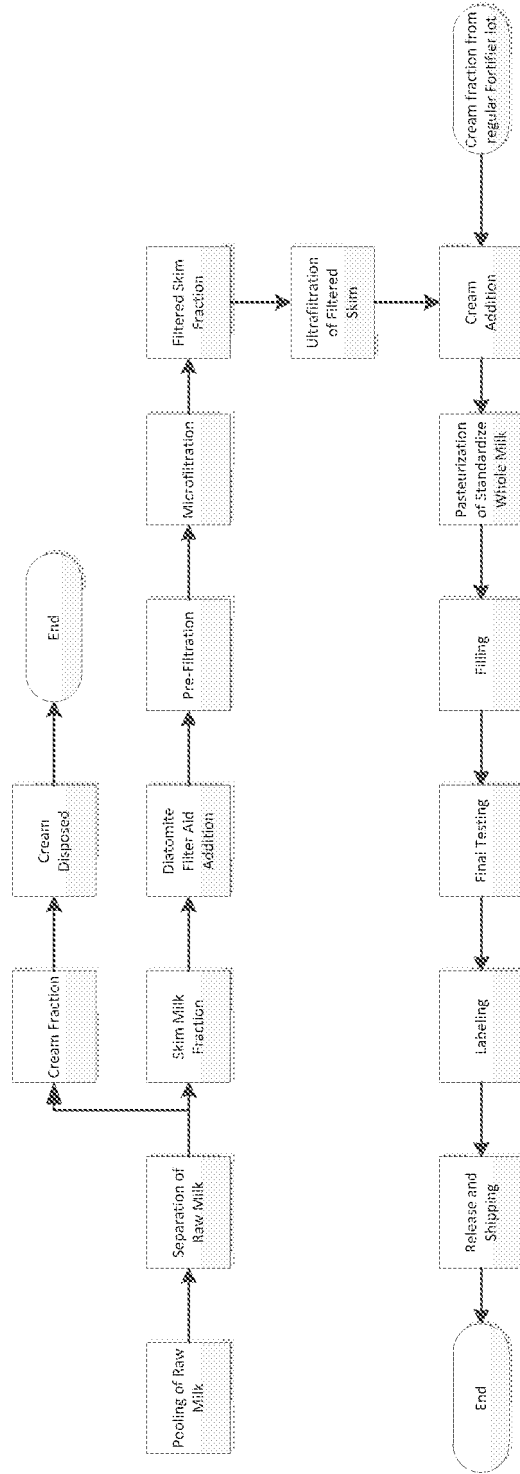 Pooling of Raw
Milk
Separation of
Raw Milk
Cream Fraction
Cream
Disposed
End
Skim Milk
Fraction
Diatomite
Filter Aid
Addition
Pre-Filtration
Microfiltration
Filtered Skim
Fraction
Ultrafiltration
of Filtered
Skim
Cream fraction from
regular Fortifier lot
Cream
Addition
Pasteurization
of Standardize
Whole Milk
Filling
Final Testing
Labeling
Release and
Shipping
End